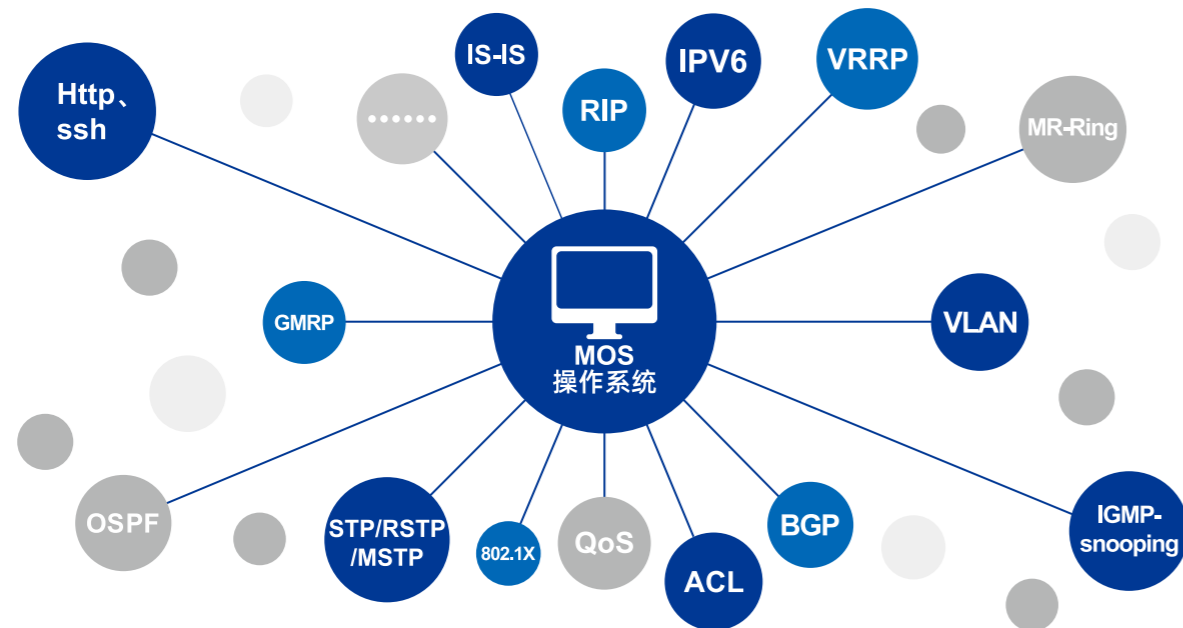 IS-IS
IPV6
VRRP
Http、
ssh
RIP
••••••
MR-Ring
GMRP
VLAN
MOS
操作系统
OSPF
STP/RSTP
/MSTP
802.1X
QoS
ACL
BGP
IGMP-
snooping